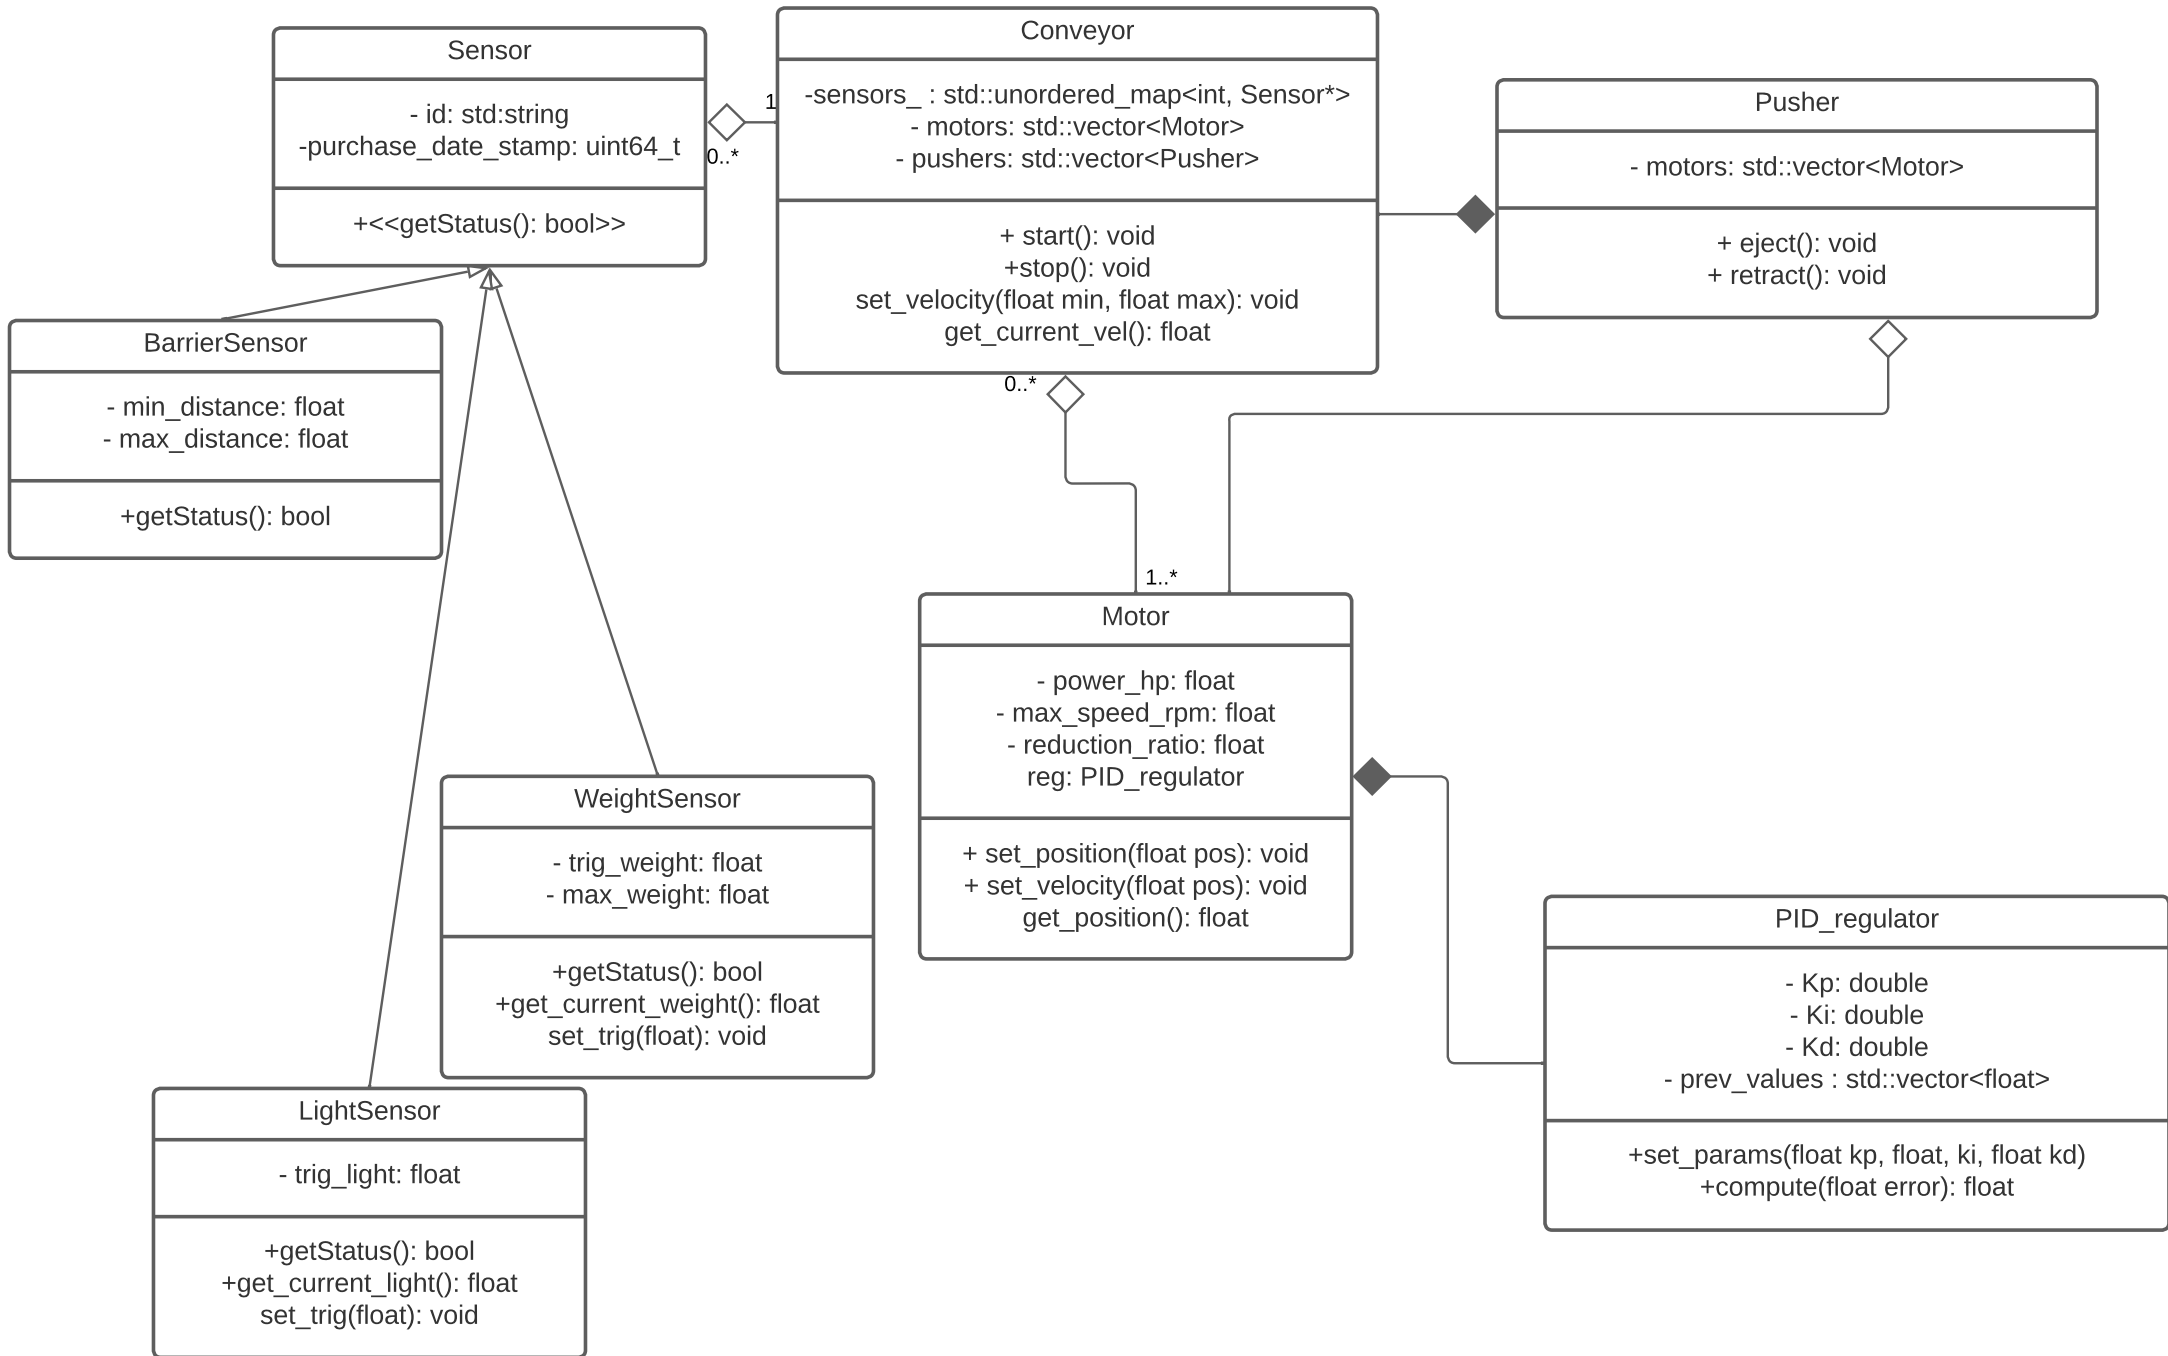 Sensor
- id: std:string
-purchase_date_stamp: uint64_t
+<<getStatus(): bool>>
1
0..*
Conveyor
-sensors_ : std::unordered_map<int, Sensor*>
- motors: std::vector<Motor>
- pushers: std::vector<Pusher>
+ start(): void
+stop(): void
set_velocity(float min, float max): void
get_current_vel(): float
Pusher
- motors: std::vector<Motor>
+ eject(): void
+ retract(): void
BarrierSensor
- min_distance: float
- max_distance: float
+getStatus(): bool
0..*
1..*
Motor
- power_hp: float
- max_speed_rpm: float
- reduction_ratio: float
reg: PID_regulator
+ set_position(float pos): void
+ set_velocity(float pos): void
get_position(): float
WeightSensor
- trig_weight: float
- max_weight: float
+getStatus(): bool
+get_current_weight(): float
set_trig(float): void
PID_regulator
- Kp: double
- Ki: double
- Kd: double
- prev_values : std::vector<float>
+set_params(float kp, float, ki, float kd)
+compute(float error): float
LightSensor
- trig_light: float
+getStatus(): bool
+get_current_light(): float
set_trig(float): void